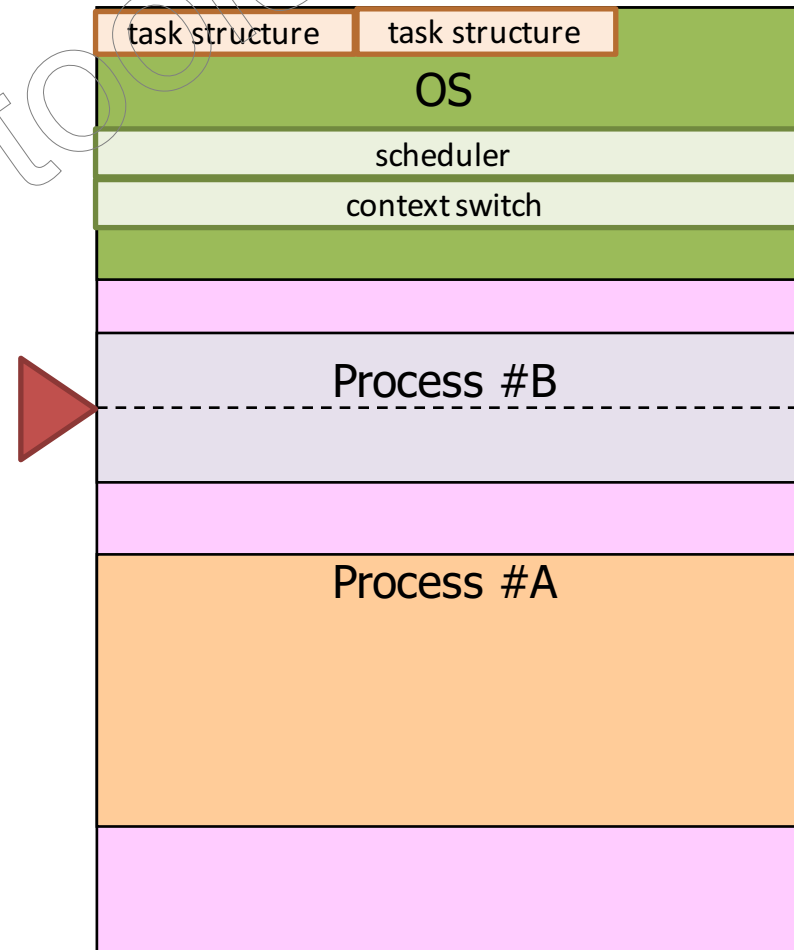 task structure task structure
OS
scheduler
context switch
Process #B
Process #A